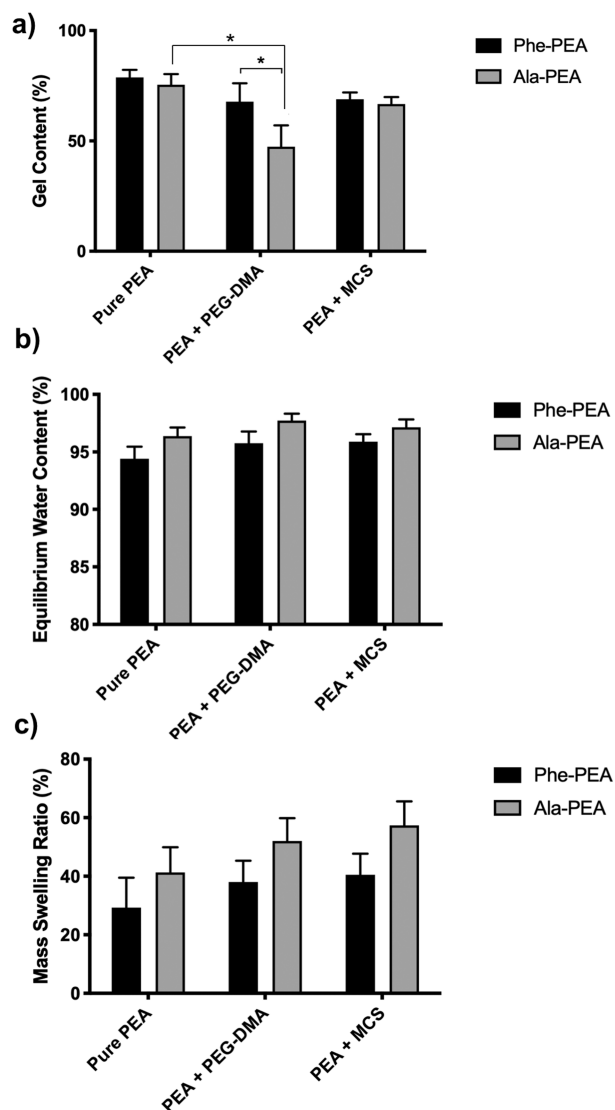 a)
Gel Content (%)
100
50
0
*
*
Pure PEA
PEA + PEG-DMA
PEA + MCS
Phe-PEA
Ala-PEA
b)
Equilibrium Water Content (%)
100
95
90
85
80
Pure PEA
PEA + PEG-DMA
PEA + MCS
Phe-PEA
Ala-PEA
c)
Mass Swelling Ratio (%)
80
60
40
20
0
Pure PEA
PEA + PEG-DMA
PEA + MCS
Phe-PEA
Ala-PEA